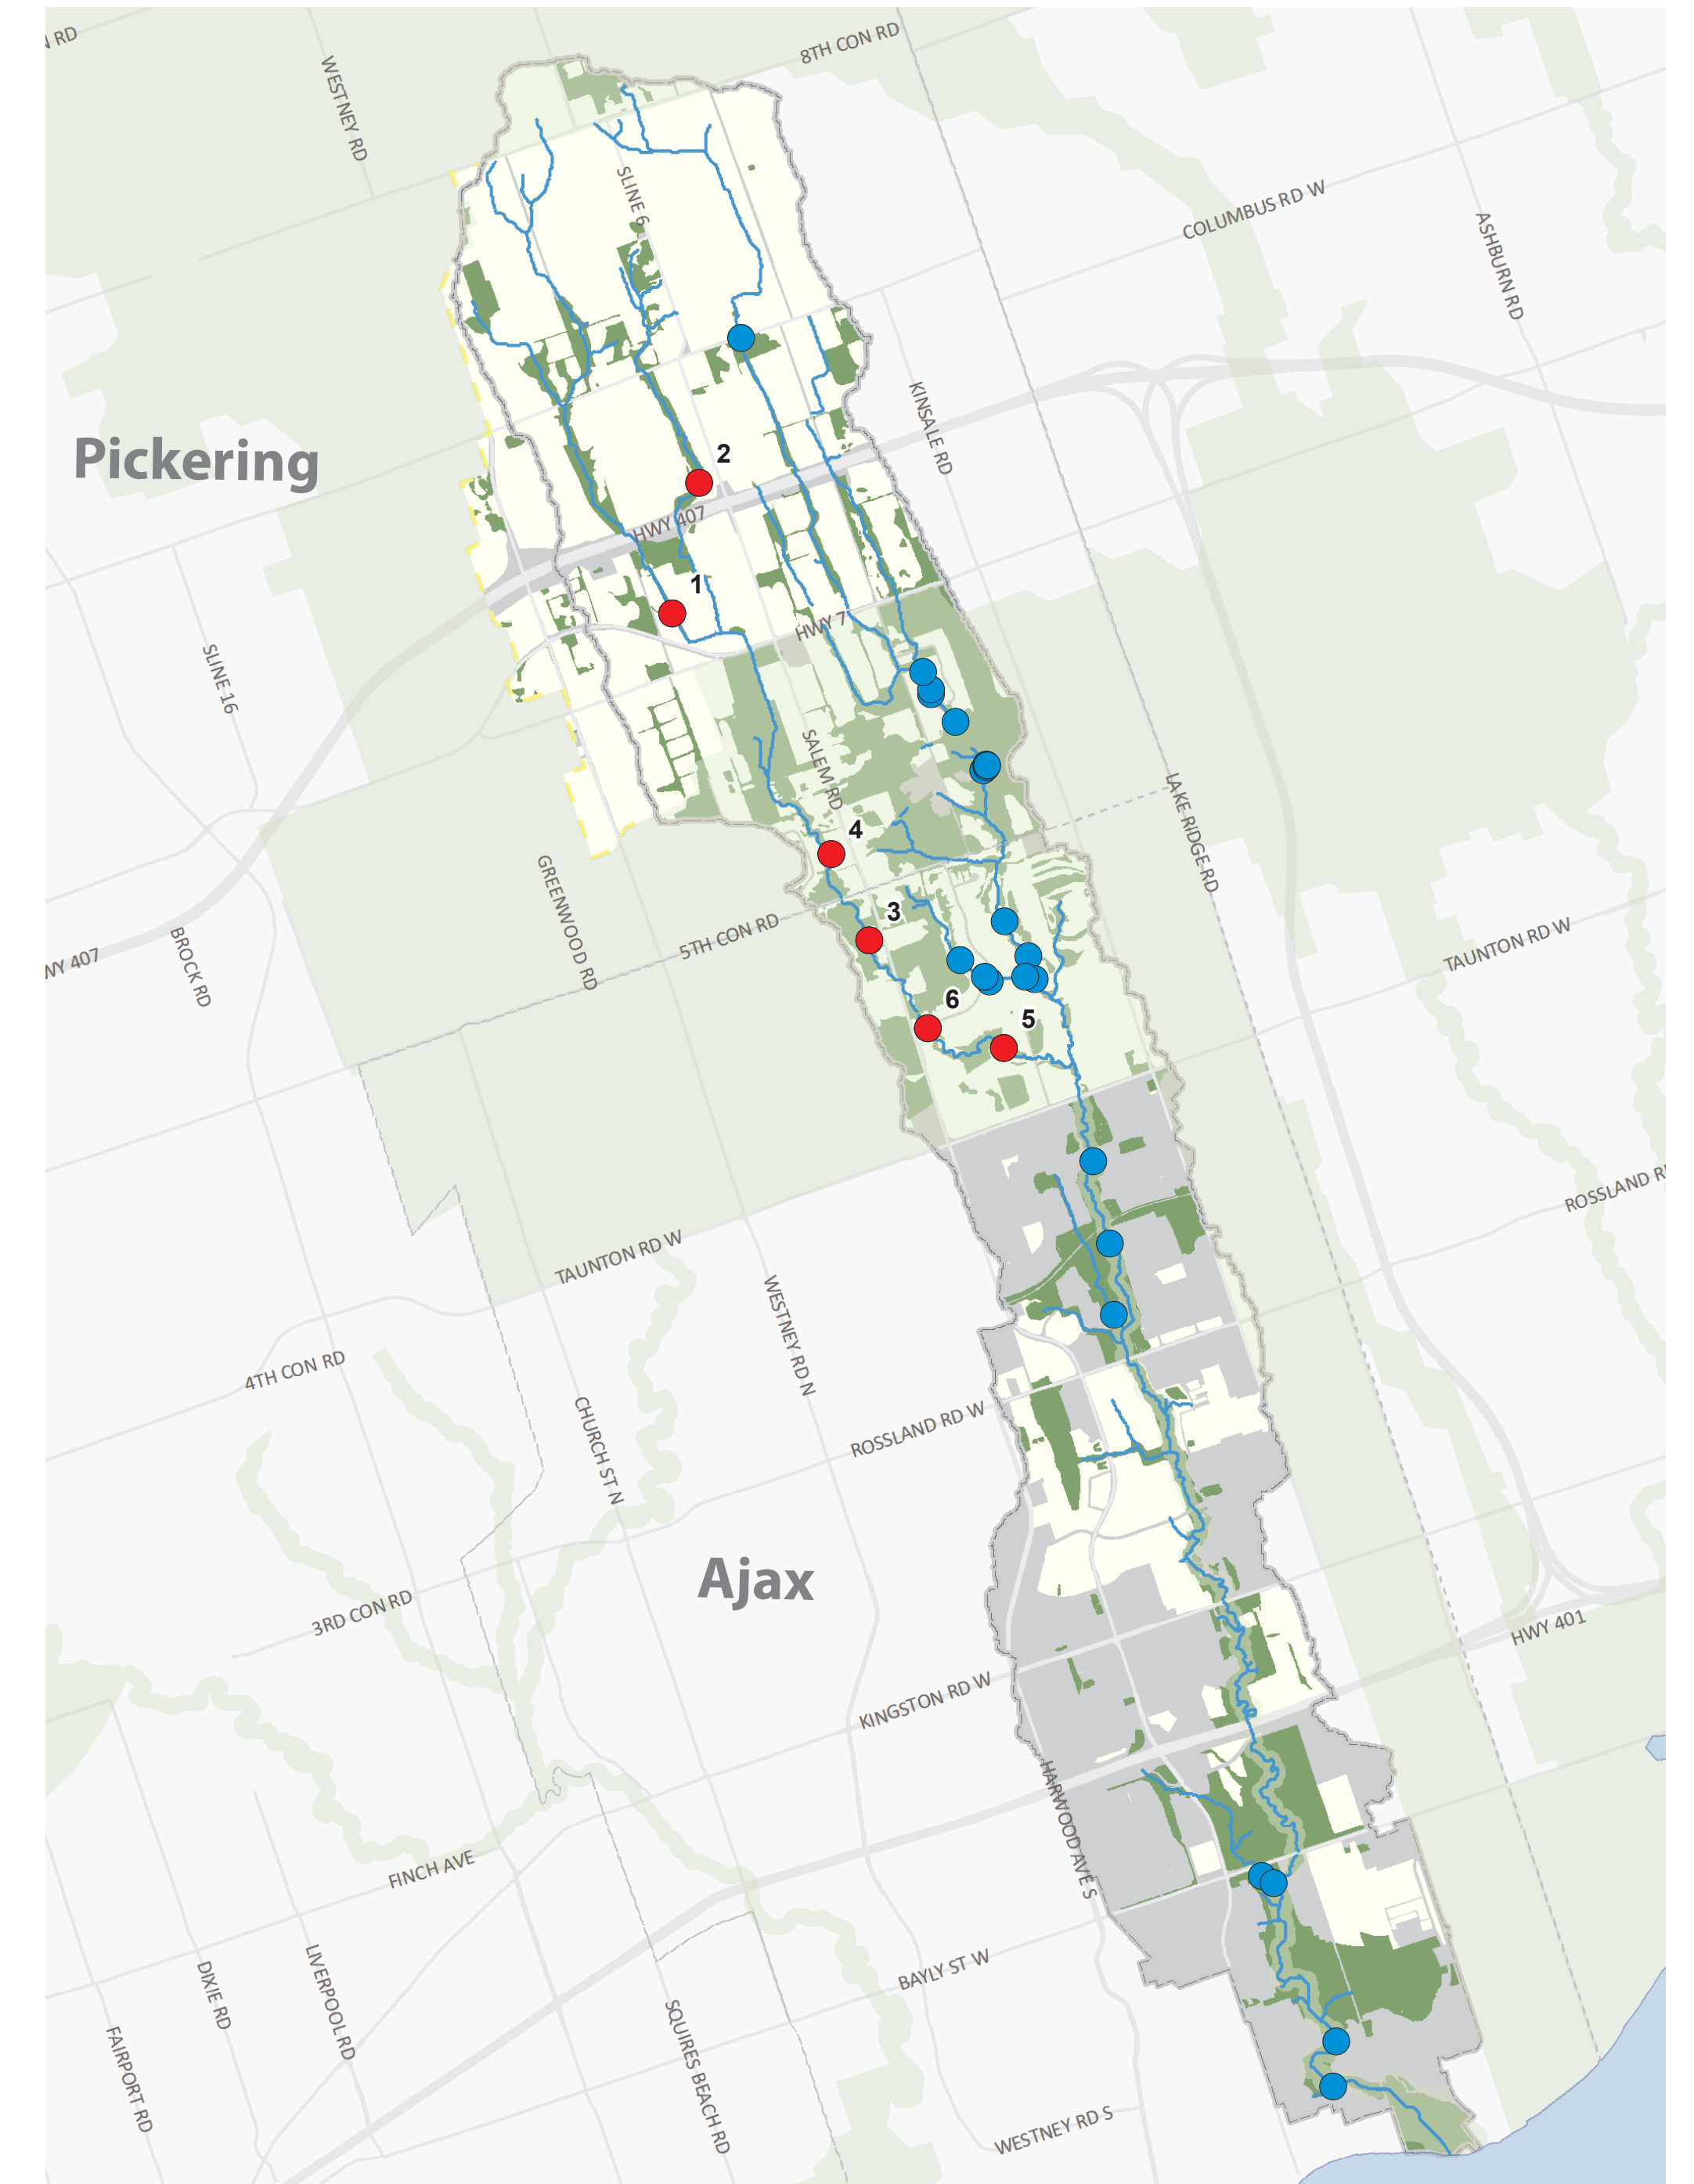 N RD
WESTNEY RD
8TH CON RD
SLINE 6
COLUMBUS RD W
ASHBURN RD
KINSALE RD
Pickering
2
HWY 407
1
HWY 7
SLINE 16
SALEM RD
LAKE RIDGE RD
4
GREENWOOD RD
3
5TH CON RD
TAUNTON RD W
WY 407
BROCK RD
6
5
ROSSLAND R
TAUNTON RD W
WESTNEY RD N
4TH CON RD
CHURCH ST N
ROSSLAND RD W
Ajax
3RD CON RD
HWY 401
KINGSTON RD W
HARWOOD AVE S
FINCH AVE
BAYLY ST W
DIXIE RD
LIVERPOOL RD
SQUIRES BEACH RD
FAIRPORT RD
WESTNEY RD S